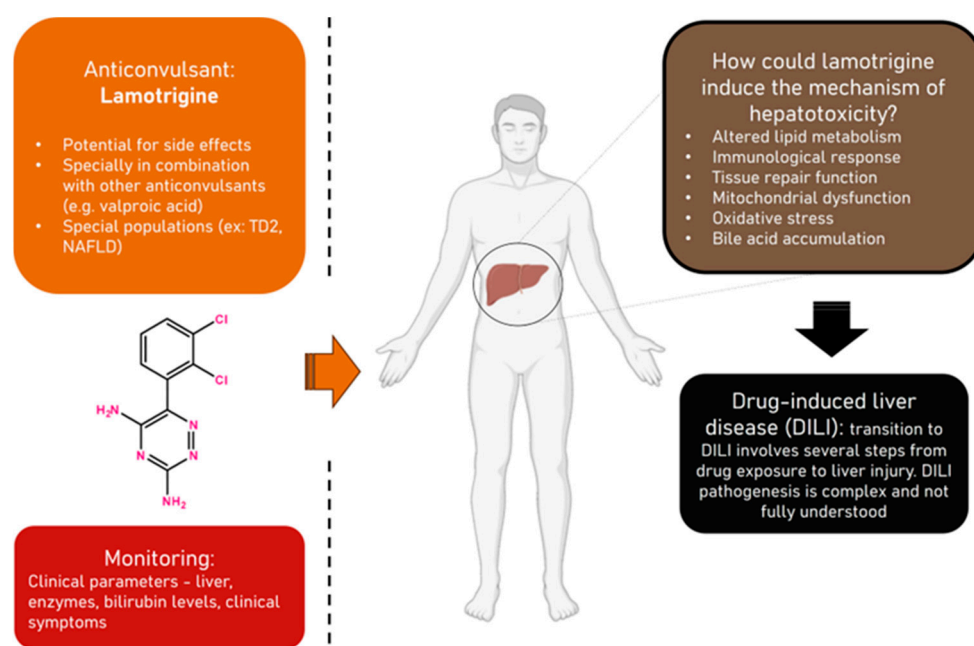 Anticonvulsant:
Lamotrigine
• Potential for side effects
• Specially in combination
with other anticonvulsants
(e.g. valproic acid)
• Special populations (ex: TD2,
NAFLD)
Cl
Cl
H₂N
N
N
N
NH₂
Monitoring:
Clinical parameters - liver,
enzymes, bilirubin levels, clinical
symptoms
How could lamotrigine
induce the mechanism of
hepatotoxicity?
• Altered lipid metabolism
• Immunological response
• Tissue repair function
• Mitochondrial dysfunction
• Oxidative stress
• Bile acid accumulation
Drug-induced liver
disease (DILI): transition to
DILI involves several steps from
drug exposure to liver injury. DILI
pathogenesis is complex and not
fully understood